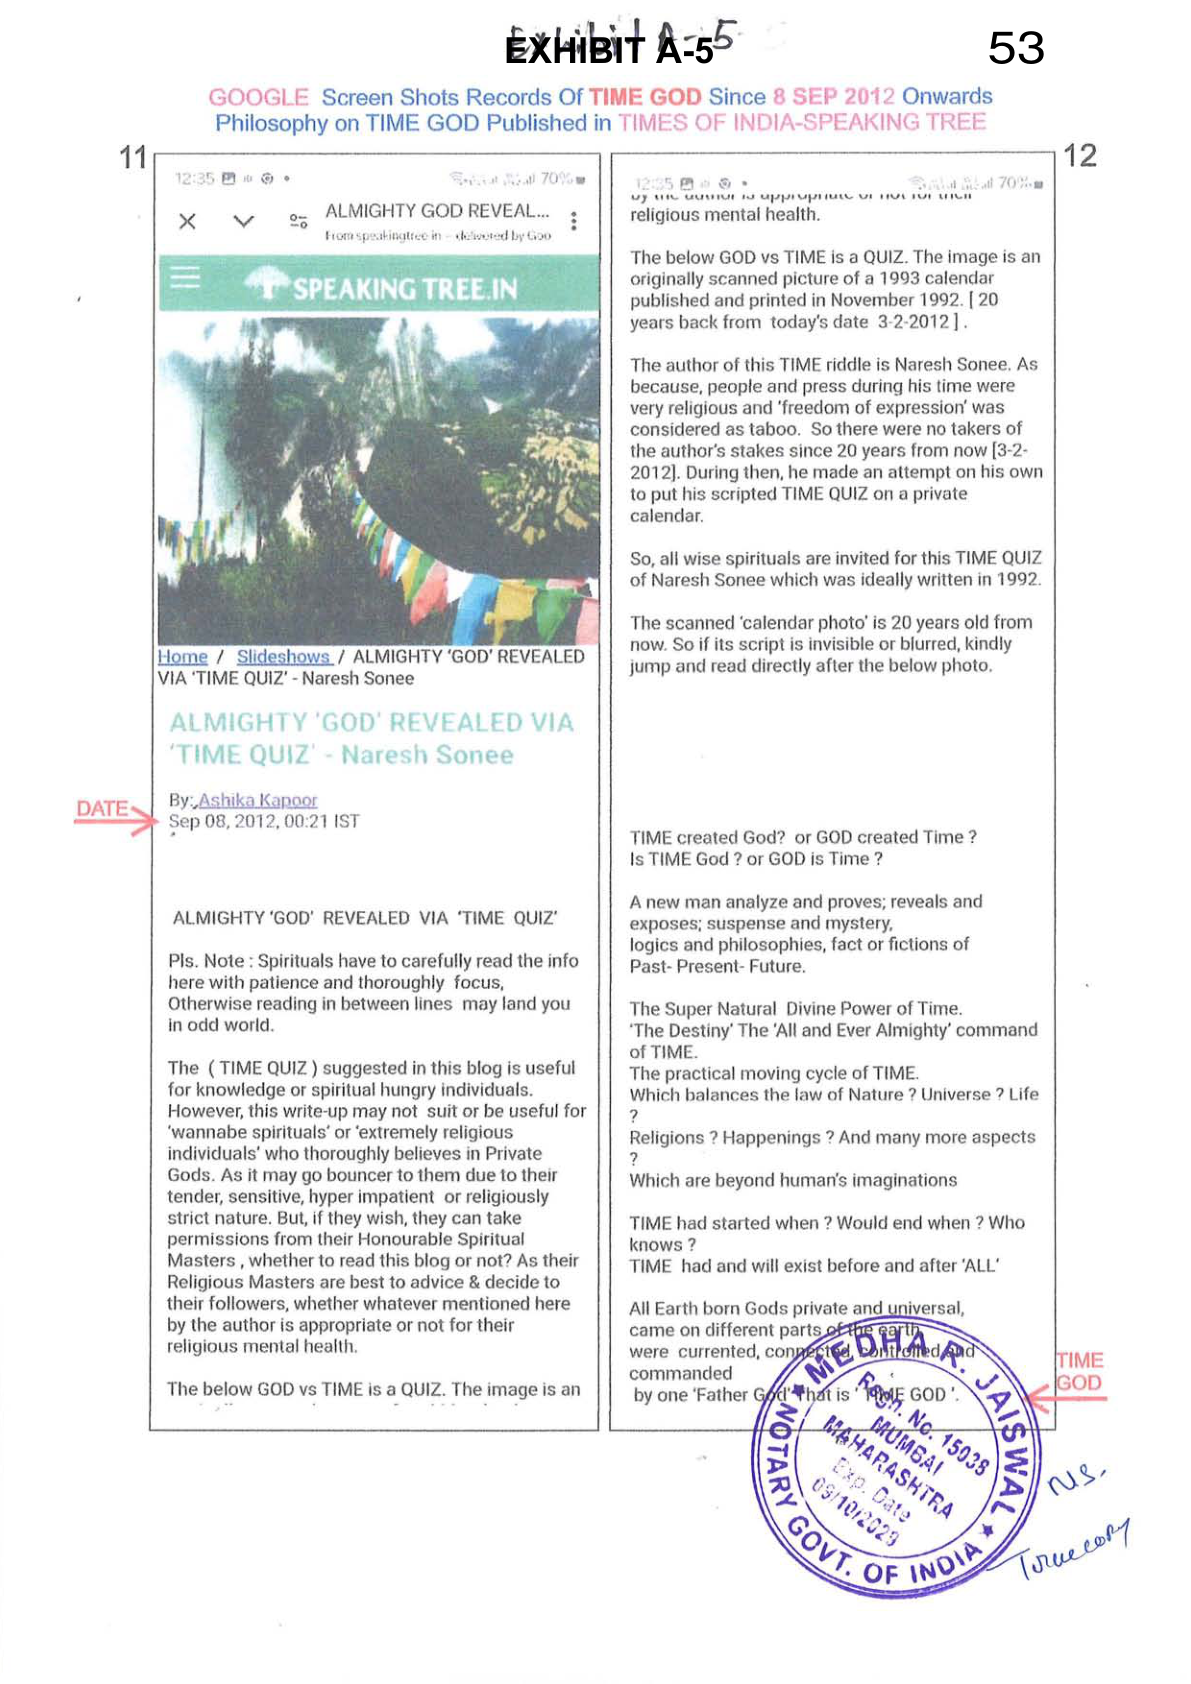 Exhibit A-5
EXHIBIT A-5
53
GOOGLE Screen Shots Records Of TIME GOD Since 8 SEP 2012 Onwards
Philosophy on TIME GOD Published in TIMES OF INDIA-SPEAKING TREE
11
12:35 70%
ALMIGHTY GOD REVEAL...
From speakingtree.in – delivered by Goo
SPEAKING TREE.IN
Home / Slideshows / ALMIGHTY 'GOD' REVEALED
VIA 'TIME QUIZ' - Naresh Sonee
ALMIGHTY 'GOD' REVEALED VIA
'TIME QUIZ' - Naresh Sonee
By: Ashika Kapoor
DATE
Sep 08, 2012, 00:21 IST
ALMIGHTY 'GOD' REVEALED VIA 'TIME QUIZ'
Pls. Note : Spirituals have to carefully read the info
here with patience and thoroughly focus,
Otherwise reading in between lines may land you
in odd world.
The ( TIME QUIZ ) suggested in this blog is useful
for knowledge or spiritual hungry individuals.
However, this write-up may not suit or be useful for
'wannabe spirituals' or 'extremely religious
individuals' who thoroughly believes in Private
Gods. As it may go bouncer to them due to their
tender, sensitive, hyper impatient or religiously
strict nature. But, if they wish, they can take
permissions from their Honourable Spiritual
Masters , whether to read this blog or not? As their
Religious Masters are best to advice & decide to
their followers, whether whatever mentioned here
by the author is appropriate or not for their
religious mental health.
The below GOD vs TIME is a QUIZ. The image is an
12
12:35 70%
by the author is appropriate or not for their
religious mental health.
The below GOD vs TIME is a QUIZ. The image is an
originally scanned picture of a 1993 calendar
published and printed in November 1992. [ 20
years back from today's date 3-2-2012 ] .
The author of this TIME riddle is Naresh Sonee. As
because, people and press during his time were
very religious and 'freedom of expression' was
considered as taboo. So there were no takers of
the author's stakes since 20 years from now [3-2-
2012]. During then, he made an attempt on his own
to put his scripted TIME QUIZ on a private
calendar.
So, all wise spirituals are invited for this TIME QUIZ
of Naresh Sonee which was ideally written in 1992.
The scanned 'calendar photo' is 20 years old from
now. So if its script is invisible or blurred, kindly
jump and read directly after the below photo.
TIME created God? or GOD created Time ?
Is TIME God ? or GOD is Time ?
A new man analyze and proves; reveals and
exposes; suspense and mystery,
logics and philosophies, fact or fictions of
Past- Present- Future.
The Super Natural Divine Power of Time.
'The Destiny' The 'All and Ever Almighty' command
of TIME.
The practical moving cycle of TIME.
Which balances the law of Nature ? Universe ? Life
?
Religions ? Happenings ? And many more aspects
?
Which are beyond human's imaginations
TIME had started when ? Would end when ? Who
knows ?
TIME had and will exist before and after 'ALL'
All Earth born Gods private and universal,
came on different parts of the earth,
were currented, connected, controlled and
commanded
by one 'Father God' That is ' TIME GOD '.
TIME
GOD
MEDHA R. JAISWAL
NOTARY GOVT. OF INDIA
Regn. No. 15038
MUMBAI
MAHARASHTRA
Exp. Date
09/10/2029
N.S.
True copy